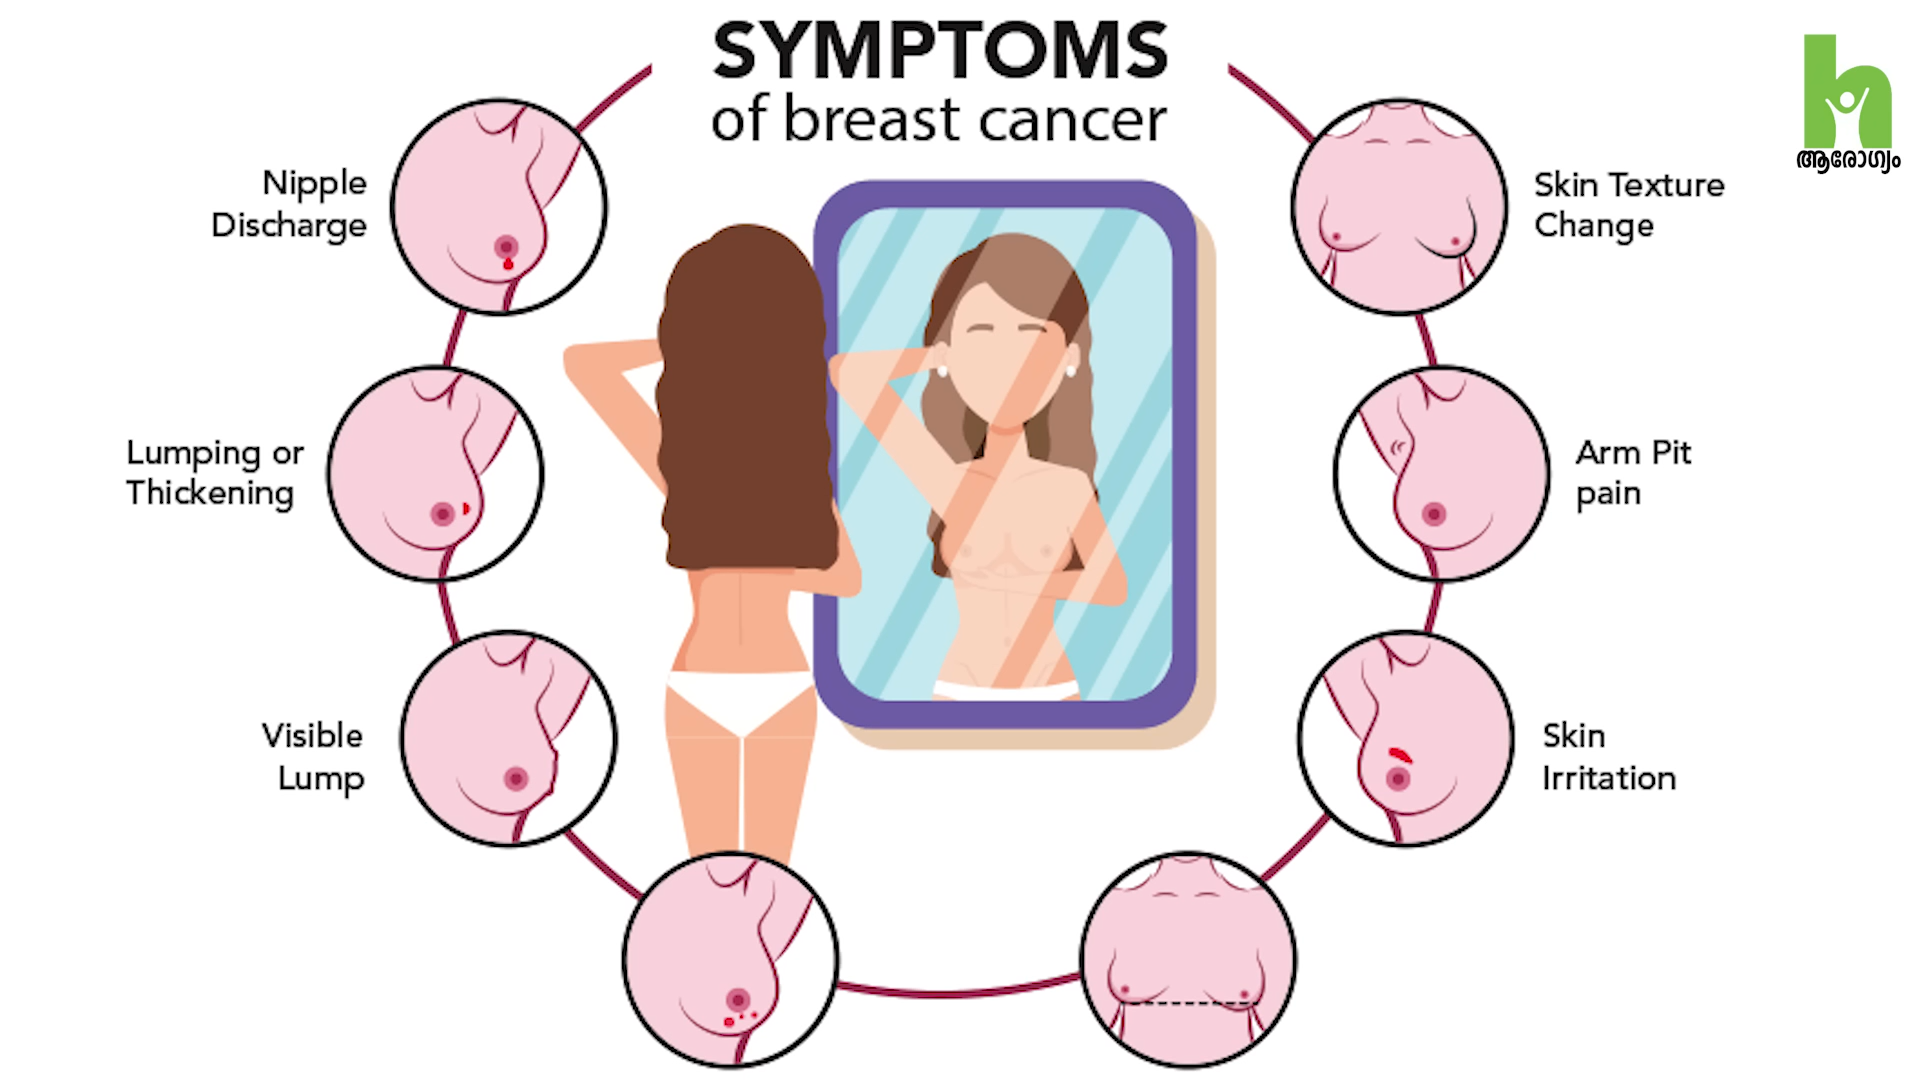 SYMPTOMS
of breast cancer
Nipple
Discharge
Lumping or
Thickening
Visible
Lump
Skin Texture
Change
Arm Pit
pain
Skin
Irritation
h
ആരോഗ്യം